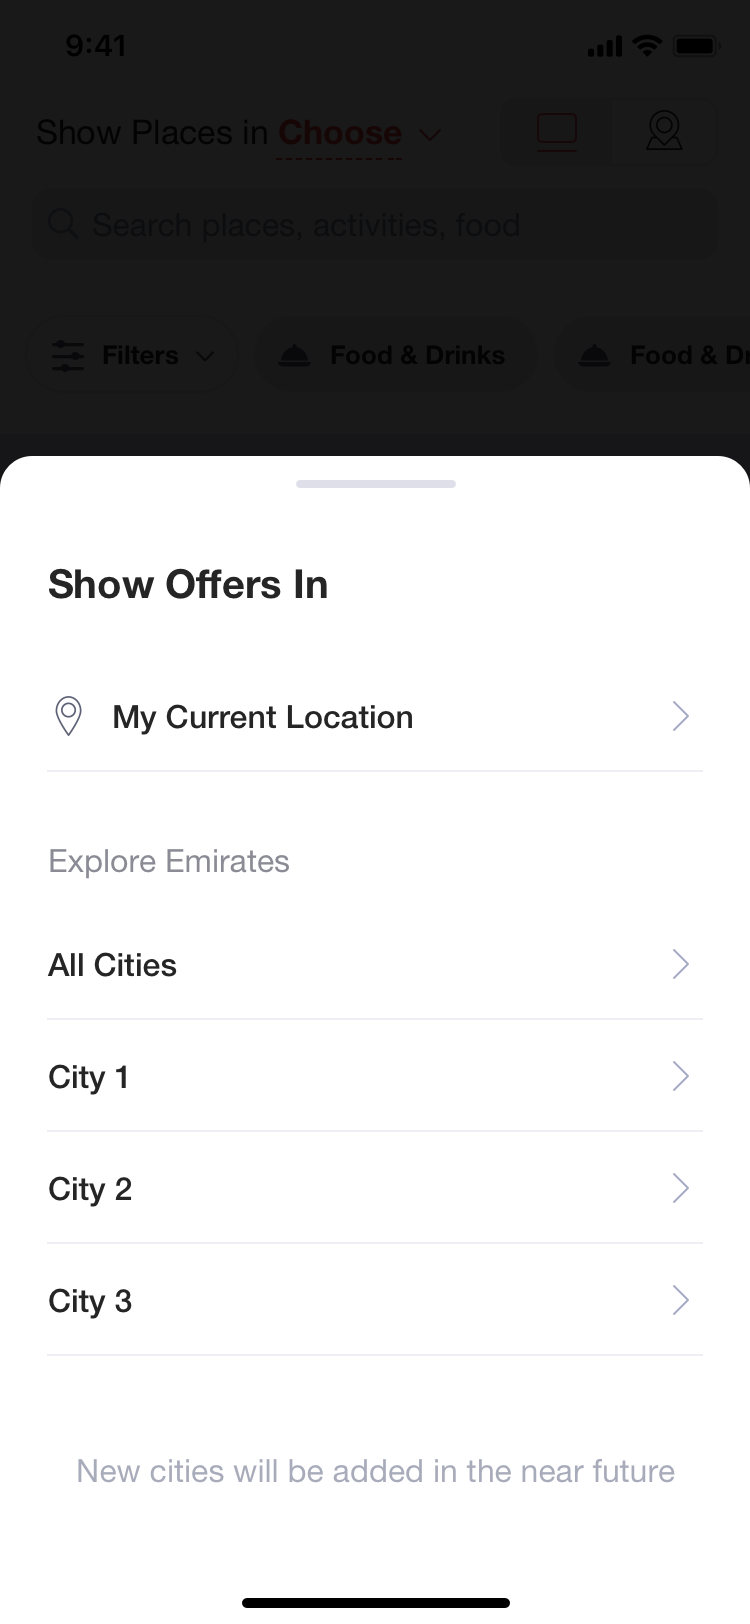 9:41
Show Places in Choose
Search places, activities, food
Filters
Food & Drinks
Food & Dr
Show Offers In
My Current Location
Explore Emirates
All Cities
City 1
City 2
City 3
New cities will be added in the near future